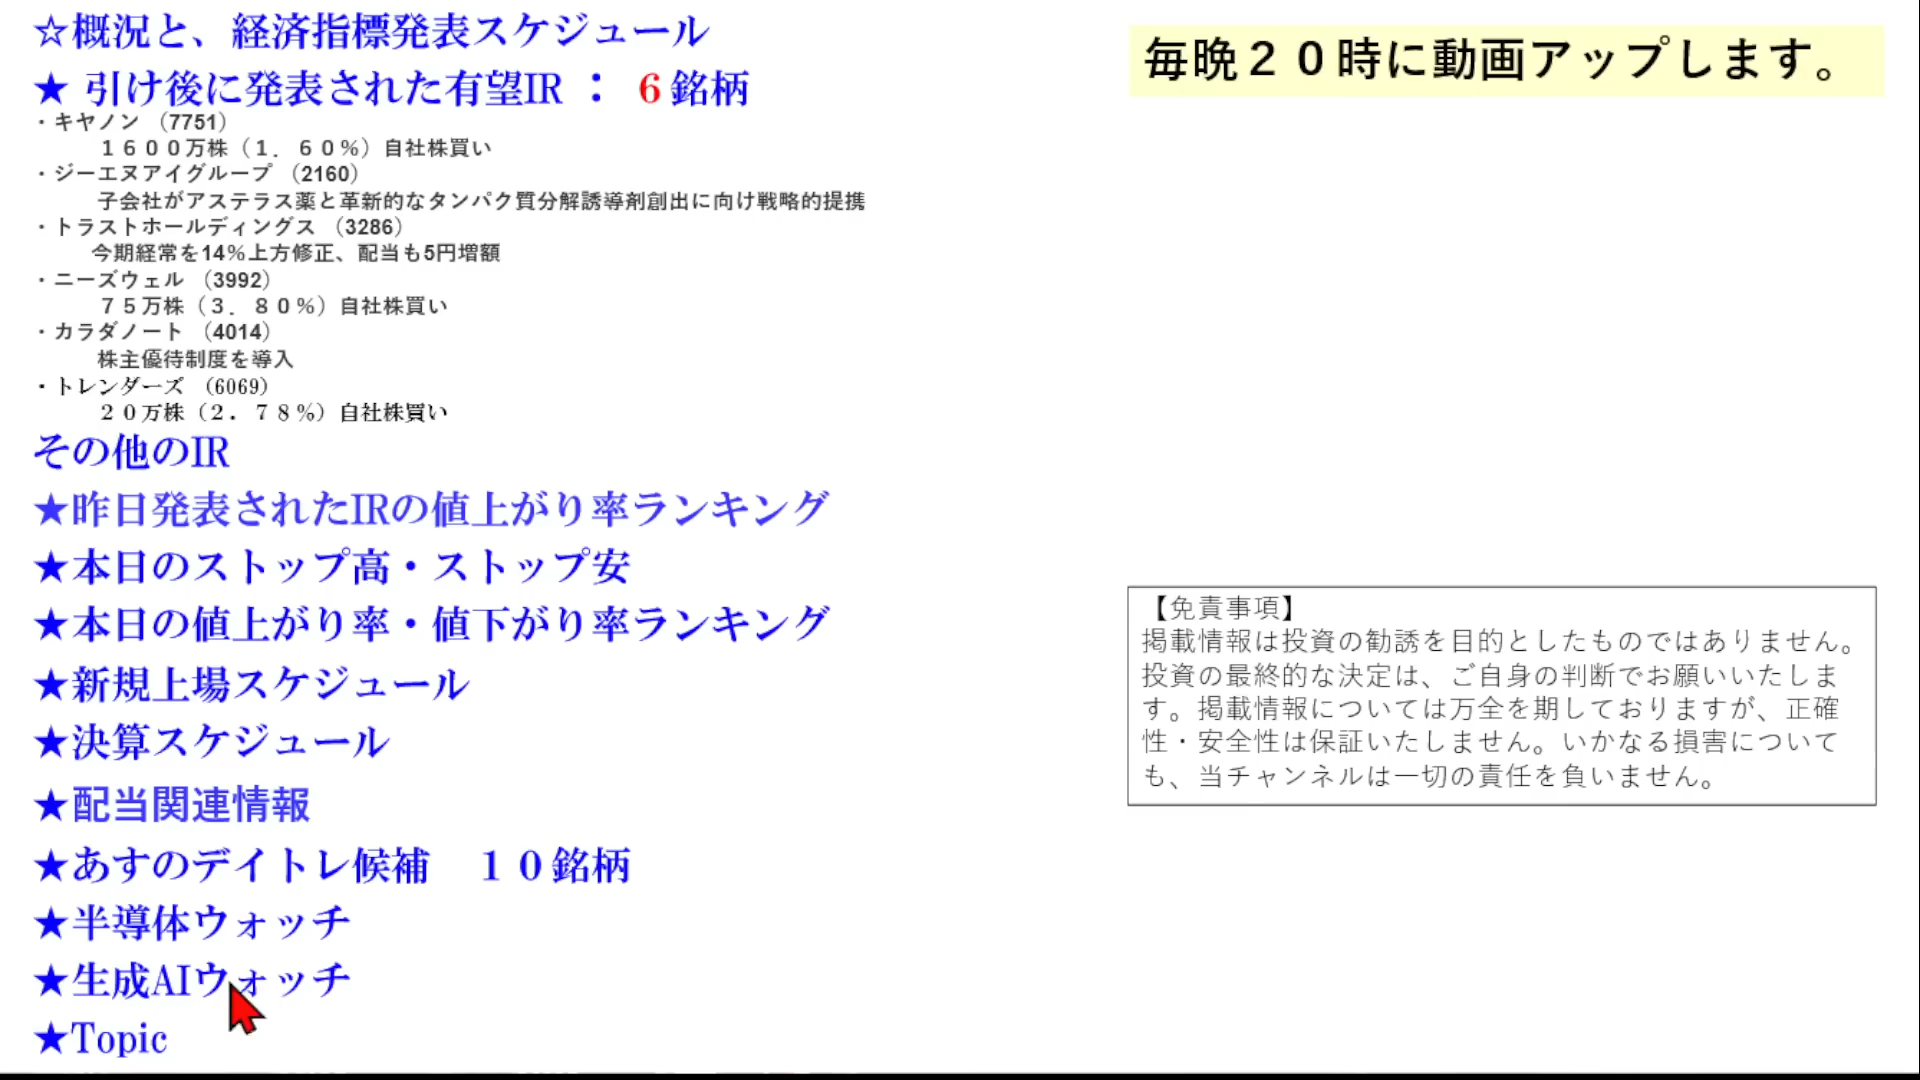 ☆概況と、経済指標発表スケジュール
★ 引け後に発表された有望IR ： ６銘柄
・キヤノン （7751）
１６００万株（１．６０％）自社株買い
・ジーエヌアイグループ （2160）
子会社がアステラス薬と革新的なタンパク質分解誘導剤創出に向け戦略的提携
・トラストホールディングス （3286）
今期経常を14％上方修正、配当も5円増額
・ニーズウェル （3992）
７５万株（３．８０％）自社株買い
・カラダノート （4014）
株主優待制度を導入
・トレンダーズ （6069）
２０万株（２．７８％）自社株買い
その他のIR
★昨日発表されたIRの値上がり率ランキング
★本日のストップ高・ストップ安
★本日の値上がり率・値下がり率ランキング
★新規上場スケジュール
★決算スケジュール
★配当関連情報
★あすのデイトレ候補　１０銘柄
★半導体ウォッチ
★生成AIウォッチ
★Topic
毎晩２０時に動画アップします。
【免責事項】
掲載情報は投資の勧誘を目的としたものではありません。
投資の最終的な決定は、ご自身の判断でお願いいたしま
す。掲載情報については万全を期しておりますが、正確
性・安全性は保証いたしません。いかなる損害について
も、当チャンネルは一切の責任を負いません。